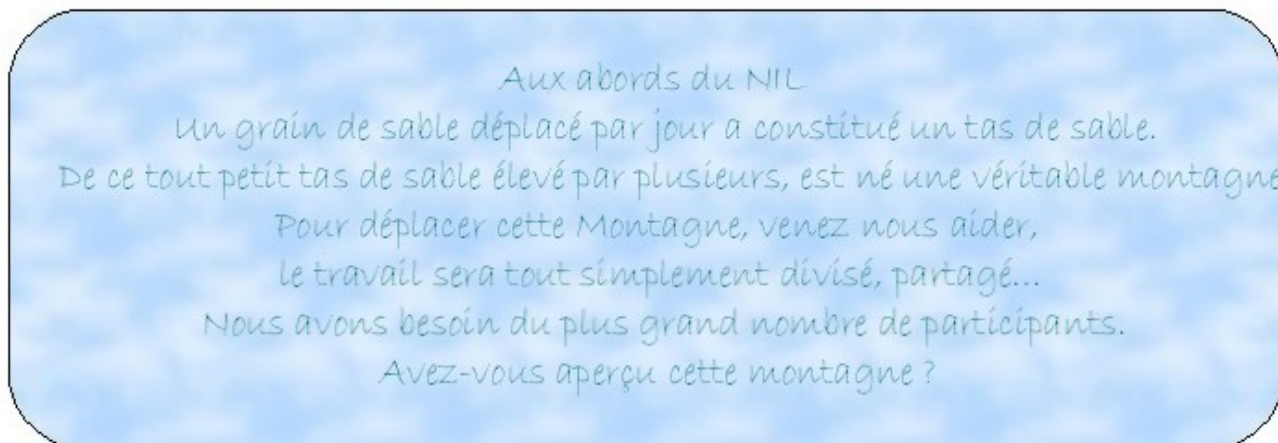 Aux abords du NIL
Un grain de sable déplacé par jour a constitué un tas de sable.
De ce tout petit tas de sable élevé par plusieurs, est né une véritable montagne
Pour déplacer cette Montagne, venez nous aider,
le travail sera tout simplement divisé, partagé...
Nous avons besoin du plus grand nombre de participants.
Avez-vous aperçu cette montagne ?